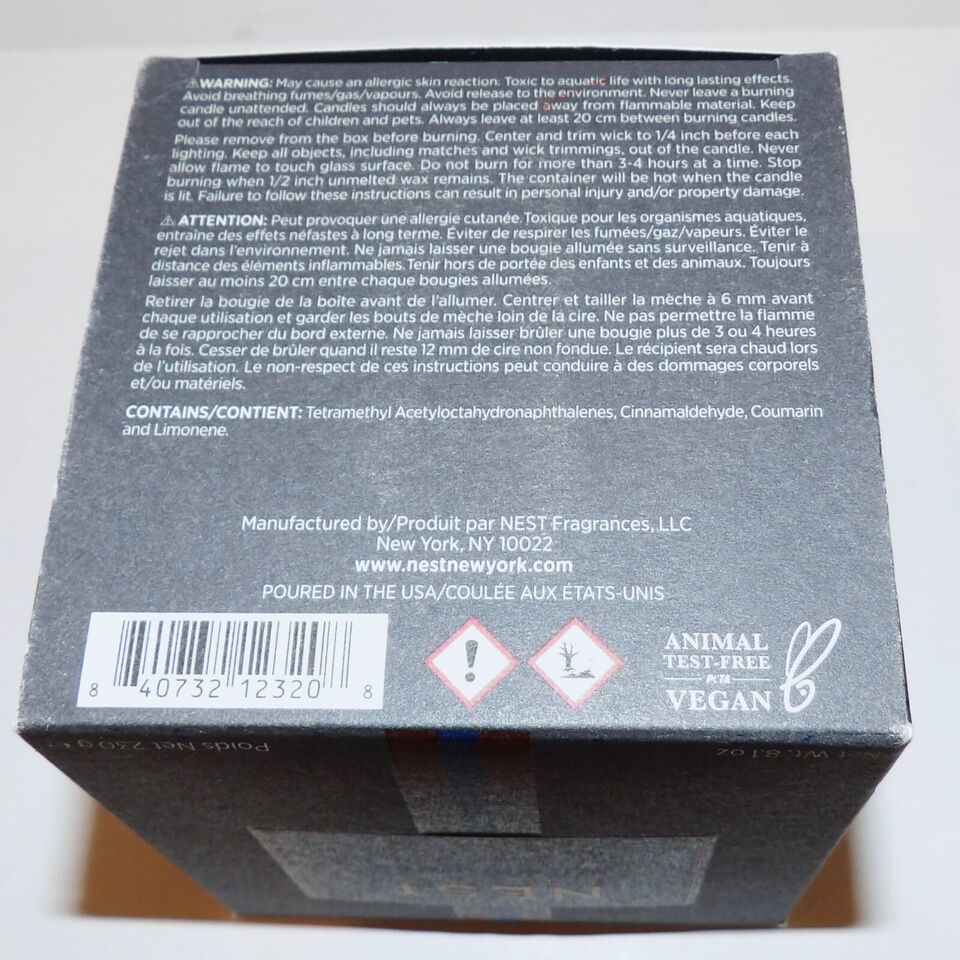 ⚠WARNING: May cause an allergic skin reaction. Toxic to aquatic life with long lasting effects.
Avoid breathing fumes/gas/vapours. Avoid release to the environment. Never leave a burning
candle unattended. Candles should always be placed away from flammable material. Keep
out of the reach of children and pets. Always leave at least 20 cm between burning candles.
Please remove from the box before burning. Center and trim wick to 1/4 inch before each
lighting. Keep all objects, including matches and wick trimmings, out of the candle. Never
allow flame to touch glass surface. Do not burn for more than 3-4 hours at a time. Stop
burning when 1/2 inch unmelted wax remains. The container will be hot when the candle
is lit. Failure to follow these instructions can result in personal injury and/or property damage.
⚠ ATTENTION: Peut provoquer une allergie cutanée. Toxique pour les organismes aquatiques,
entraîne des effets néfastes à long terme. Éviter de respirer les fumées/gaz/vapeurs. Éviter le
rejet dans l'environnement. Ne jamais laisser une bougie allumée sans surveillance. Tenir à
distance des éléments inflammables. Tenir hors de portée des enfants et des animaux. Toujours
laisser au moins 20 cm entre chaque bougies allumées.
Retirer la bougie de la boîte avant de l'allumer. Centrer et tailler la mèche à 6 mm avant
chaque utilisation et garder les bouts de mèche loin de la cire. Ne pas permettre la flamme
de se rapprocher du bord externe. Ne jamais laisser brûler une bougie plus de 3 ou 4 heures
à la fois. Cesser de brûler quand il reste 12 mm de cire non fondue. Le récipient sera chaud lors
de l'utilisation. Le non-respect de ces instructions peut conduire à des dommages corporels
et/ou matériels.
CONTAINS/CONTIENT: Tetramethyl Acetyloctahydronaphthalenes, Cinnamaldehyde, Coumarin
and Limonene.
Manufactured by/Produit par NEST Fragrances, LLC
New York, NY 10022
www.nestnewyork.com
POURED IN THE USA/COULÉE AUX ÉTATS-UNIS
8 40732 12320 8
ANIMAL
TEST-FREE
PETA
VEGAN
Poids Net 230 g
Net Wt. 8.1 oz
NEST